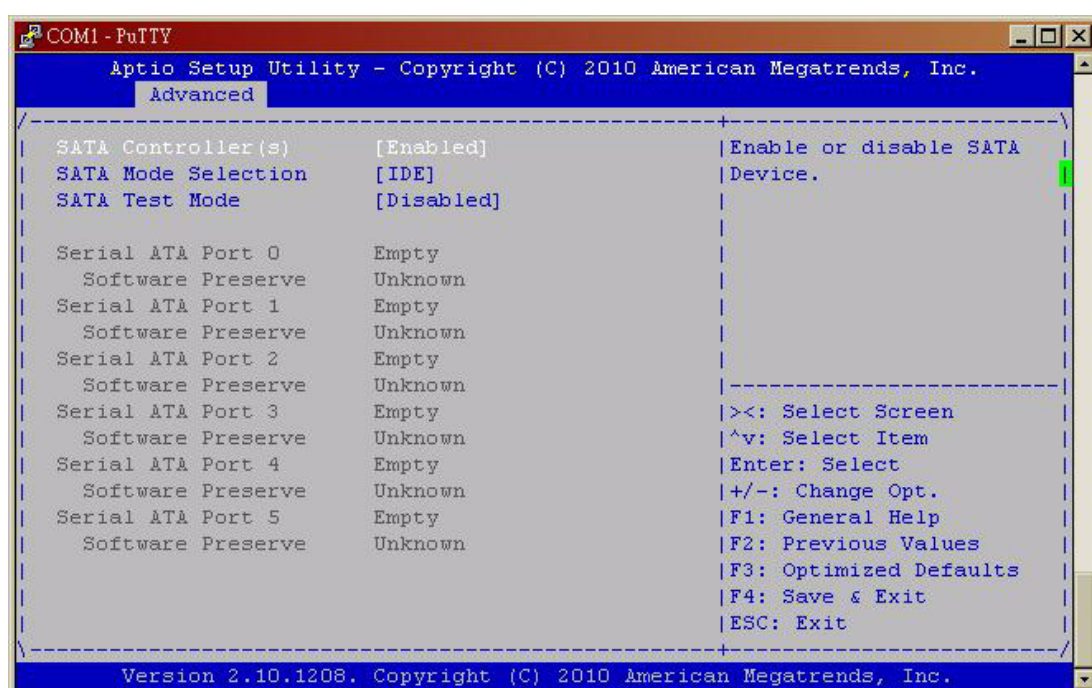 COM1 - PuTTY
Aptio Setup Utility - Copyright (C) 2010 American Megatrends, Inc.
Advanced
SATA Controller(s) [Enabled]
SATA Mode Selection [IDE]
SATA Test Mode [Disabled]
Serial ATA Port 0 Empty
Software Preserve Unknown
Serial ATA Port 1 Empty
Software Preserve Unknown
Serial ATA Port 2 Empty
Software Preserve Unknown
Serial ATA Port 3 Empty
Software Preserve Unknown
Serial ATA Port 4 Empty
Software Preserve Unknown
Serial ATA Port 5 Empty
Software Preserve Unknown
Enable or disable SATA
Device.
><: Select Screen
^v: Select Item
Enter: Select
+/-: Change Opt.
F1: General Help
F2: Previous Values
F3: Optimized Defaults
F4: Save & Exit
ESC: Exit
Version 2.10.1208. Copyright (C) 2010 American Megatrends, Inc.